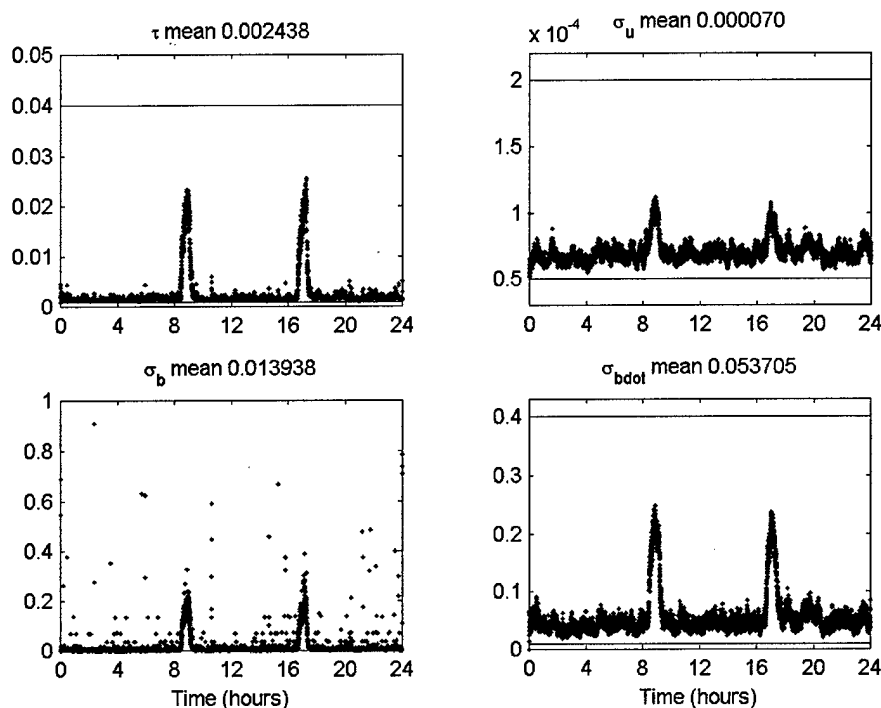 τ mean 0.002438
0.05
0.04
0.03
0.02
0.01
0
0 4 8 12 16 20 24
x 10⁻⁴
σ_u mean 0.000070
2
1.5
1
0.5
0 4 8 12 16 20 24
σ_b mean 0.013938
1
0.8
0.6
0.4
0.2
0
0 4 8 12 16 20 24
Time (hours)
σ_bdot mean 0.053705
0.4
0.3
0.2
0.1
0
0 4 8 12 16 20 24
Time (hours)